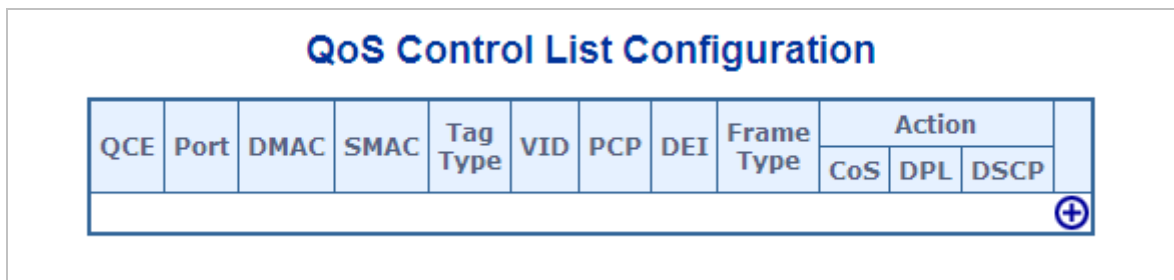 QoS Control List Configuration
QCE Port DMAC SMAC Tag Type VID PCP DEI Frame Type Action
CoS DPL DSCP